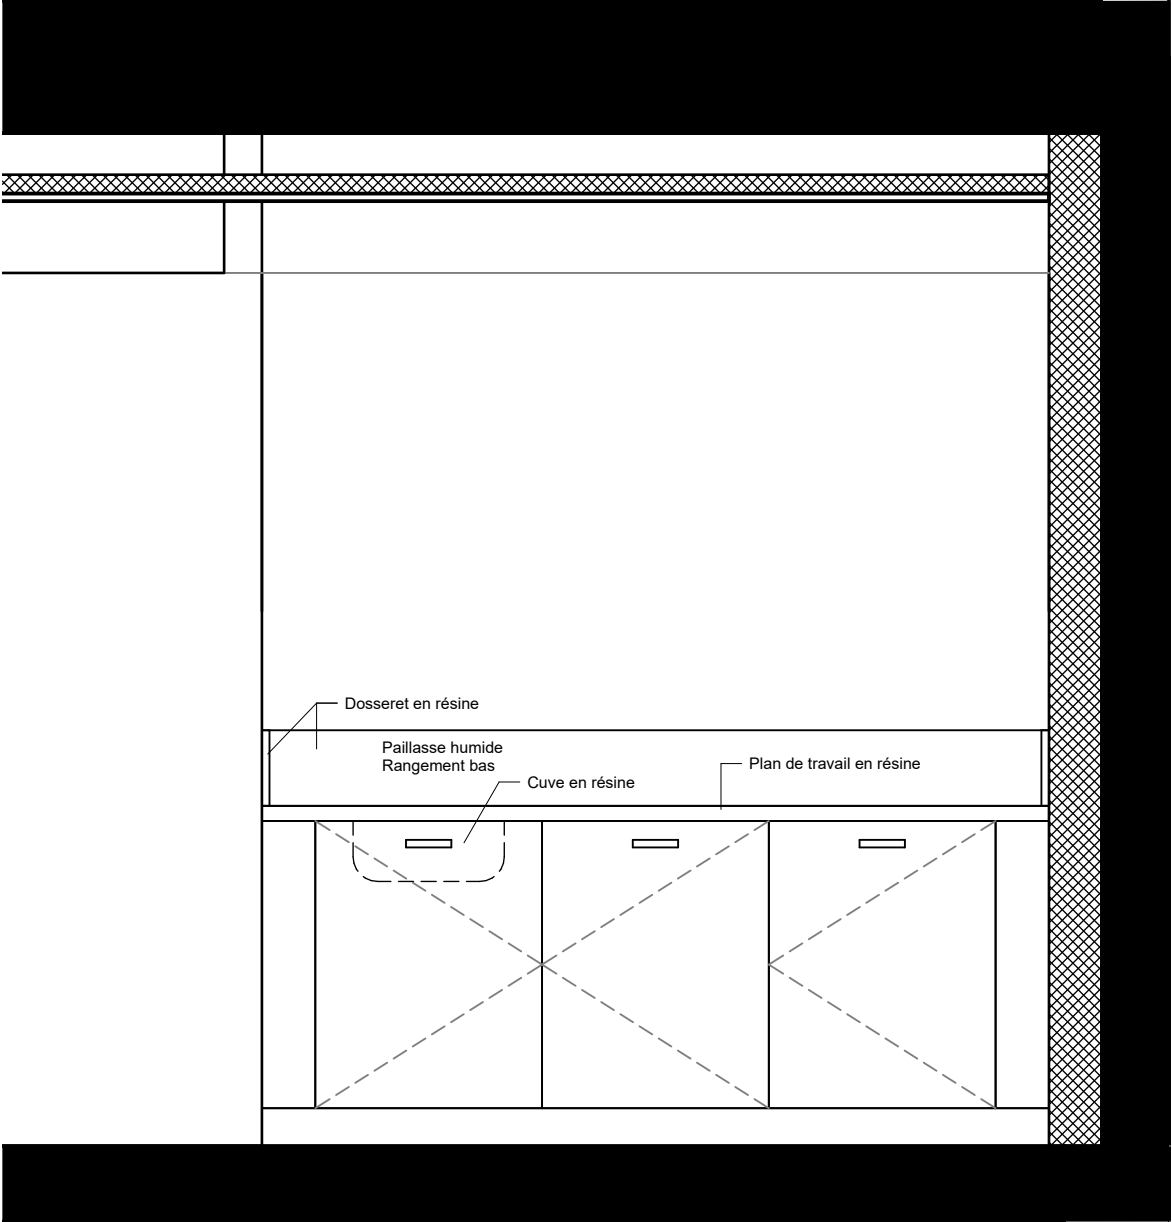 Dosseret en résine
Paillasse humide
Rangement bas
Plan de travail en résine
Cuve en résine